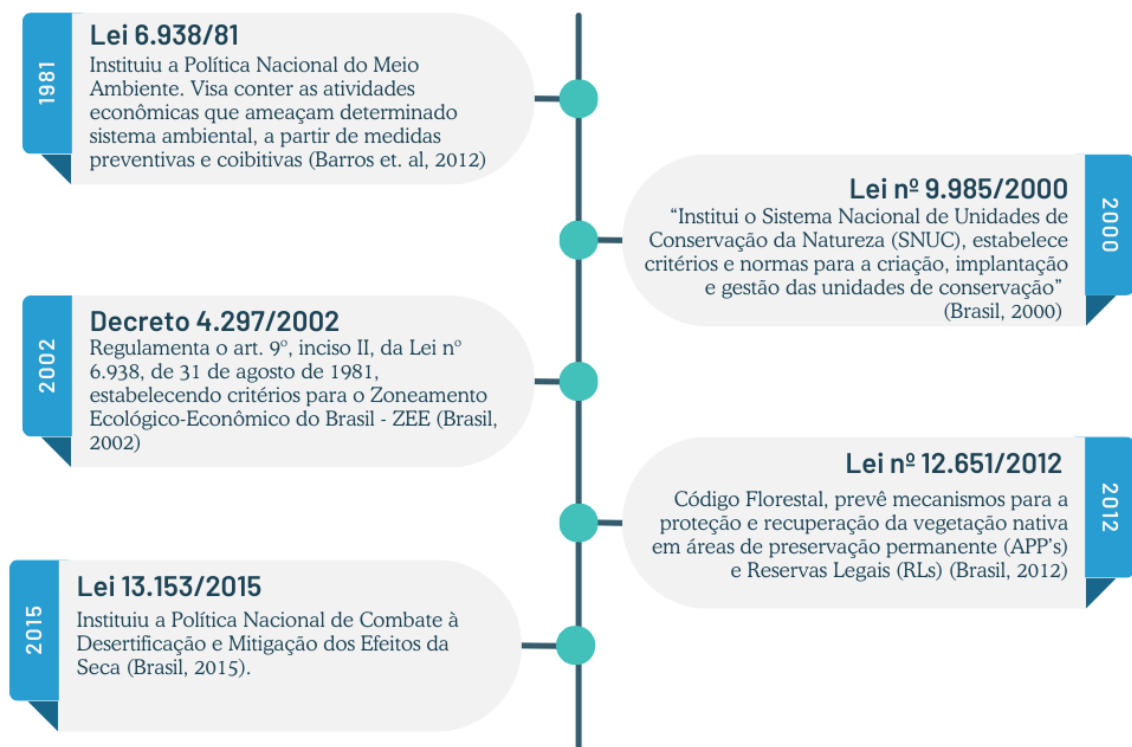 1981
Lei 6.938/81
Instituiu a Política Nacional do Meio
Ambiente. Visa conter as atividades
econômicas que ameaçam determinado
sistema ambiental, a partir de medidas
preventivas e coibitivas (Barros et. al, 2012)
2000
Lei nº 9.985/2000
“Institui o Sistema Nacional de Unidades de
Conservação da Natureza (SNUC), estabelece
critérios e normas para a criação, implantação
e gestão das unidades de conservação”
(Brasil, 2000)
2002
Decreto 4.297/2002
Regulamenta o art. 9º, inciso II, da Lei nº
6.938, de 31 de agosto de 1981,
estabelecendo critérios para o Zoneamento
Ecológico-Econômico do Brasil - ZEE (Brasil,
2002)
2012
Lei nº 12.651/2012
Código Florestal, prevê mecanismos para a
proteção e recuperação da vegetação nativa
em áreas de preservação permanente (APP’s)
e Reservas Legais (RLs) (Brasil, 2012)
2015
Lei 13.153/2015
Instituiu a Política Nacional de Combate à
Desertificação e Mitigação dos Efeitos da
Seca (Brasil, 2015).